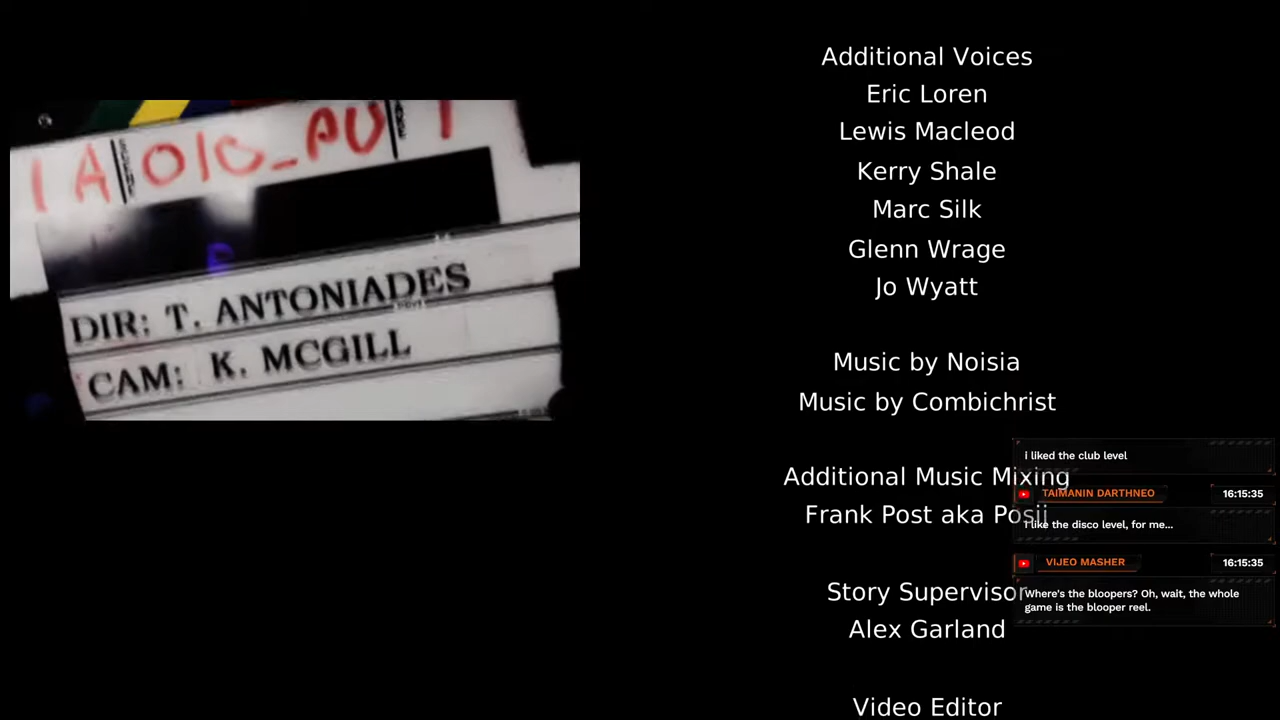 1 A 010_PU 1
DIR: T. ANTONIADES
CAM: K. MCGILL
Additional Voices
Eric Loren
Lewis Macleod
Kerry Shale
Marc Silk
Glenn Wrage
Jo Wyatt
Music by Noisia
Music by Combichrist
Additional Music Mixing
Frank Post aka Posij
Story Supervisor
Alex Garland
Video Editor
i liked the club level
TAIMANIN DARTHNEO 16:15:35
i like the disco level, for me...
VIJEO MASHER 16:15:35
Where's the bloopers? Oh, wait, the whole
game is the blooper reel.